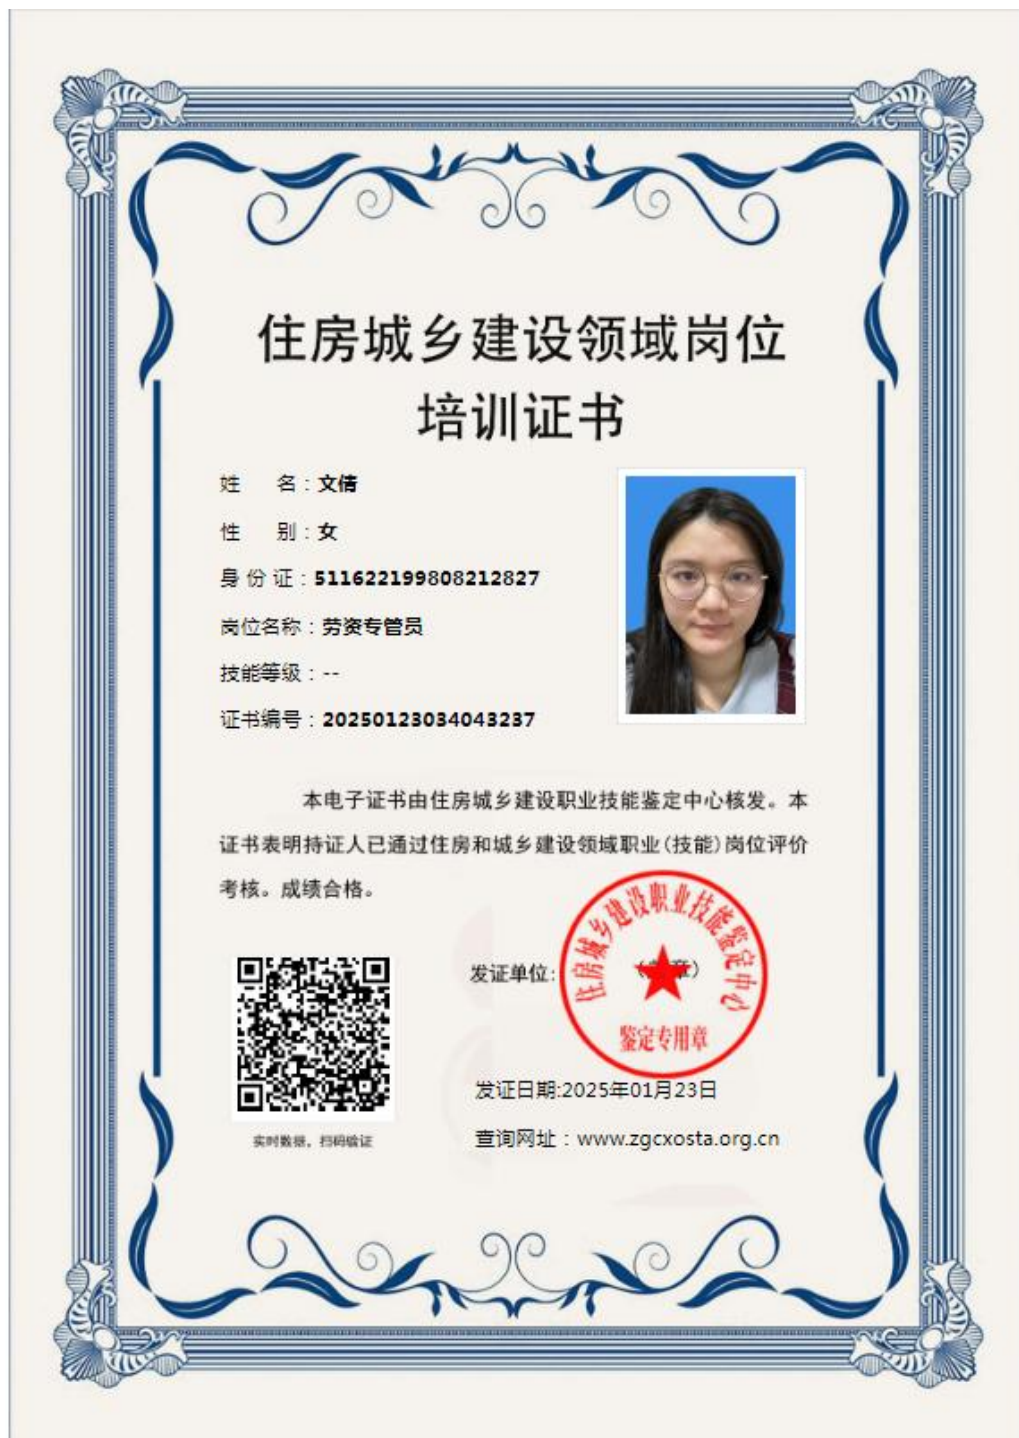 住房城乡建设领域岗位
培训证书
姓 名：文倩
性 别：女
身份证：511622199808212827
岗位名称：劳资专管员
技能等级：--
证书编号：20250123034043237
本电子证书由住房城乡建设职业技能鉴定中心核发。本
证书表明持证人已通过住房和城乡建设领域职业(技能)岗位评价
考核。成绩合格。
住房城乡建设职业技能鉴定中心
发证单位:
章）
鉴定专用章
发证日期:2025年01月23日
实时数据，扫码验证
查询网址：www.zgcxosta.org.cn